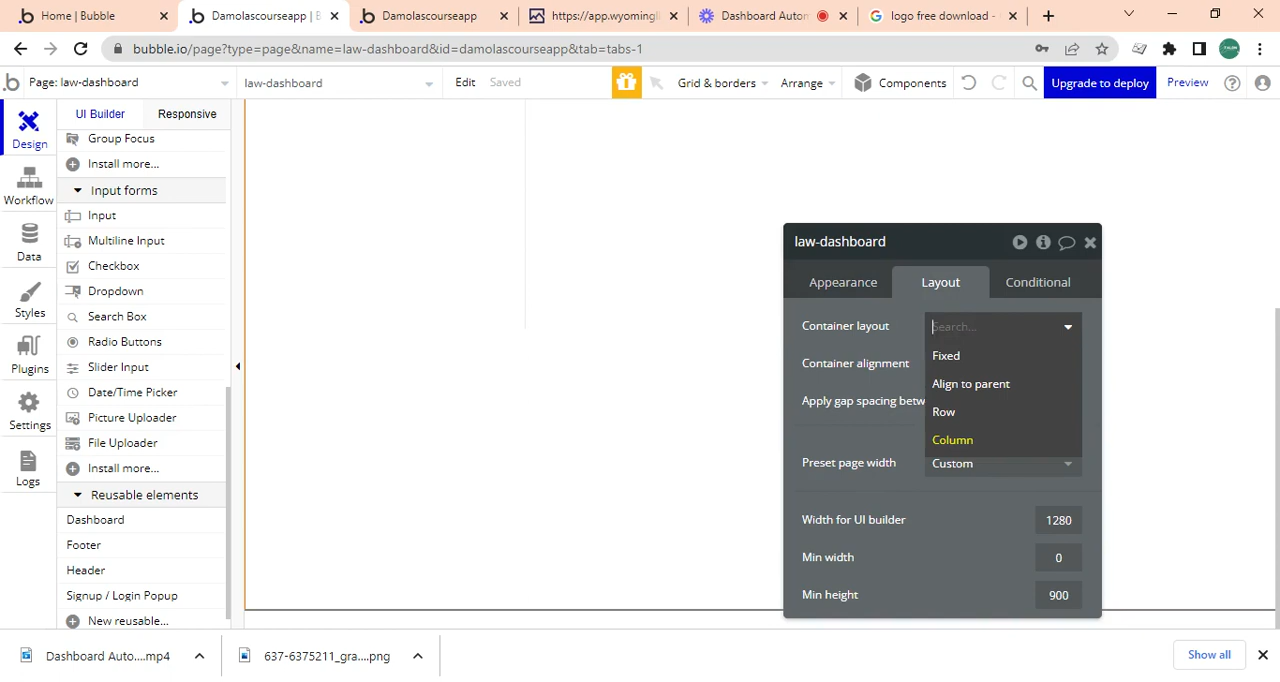 Home | Bubble
Damolascourseapp | B
Damolascourseapp
https://app.wyomingli
Dashboard Autom
logo free download -
bubble.io/page?type=page&name=law-dashboard&id=damolascourseapp&tab=tabs-1
Page: law-dashboard
law-dashboard
Edit
Saved
Grid & borders
Arrange
Components
Upgrade to deploy
Preview
Design
Workflow
Data
Styles
Plugins
Settings
Logs
UI Builder
Responsive
Group Focus
Install more...
Input forms
Input
Multiline Input
Checkbox
Dropdown
Search Box
Radio Buttons
Slider Input
Date/Time Picker
Picture Uploader
File Uploader
Install more...
Reusable elements
Dashboard
Footer
Header
Signup / Login Popup
New reusable...
law-dashboard
Appearance
Layout
Conditional
Container layout
Search...
Fixed
Container alignment
Align to parent
Apply gap spacing betw
Row
Column
Preset page width
Custom
Width for UI builder
1280
Min width
0
Min height
900
Dashboard Auto....mp4
637-6375211_gra....png
Show all